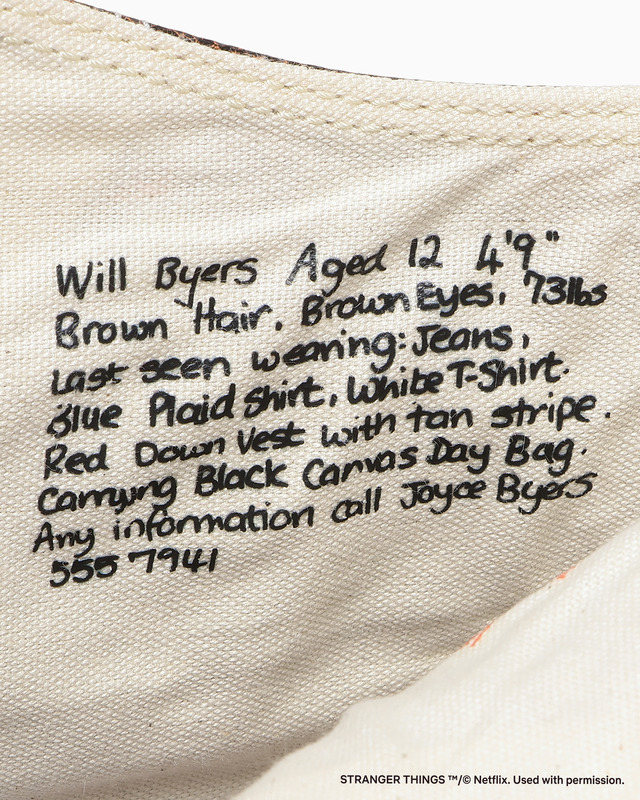 Will Byers Aged 12 4'9"
Brown Hair. Brown Eyes. 73lbs
Last seen wearing: Jeans,
Blue Plaid Shirt, White T-Shirt.
Red Down Vest with tan stripe.
Carrying Black Canvas Day Bag.
Any information call Joyce Byers
555 7941
STRANGER THINGS ™/© Netflix. Used with permission.